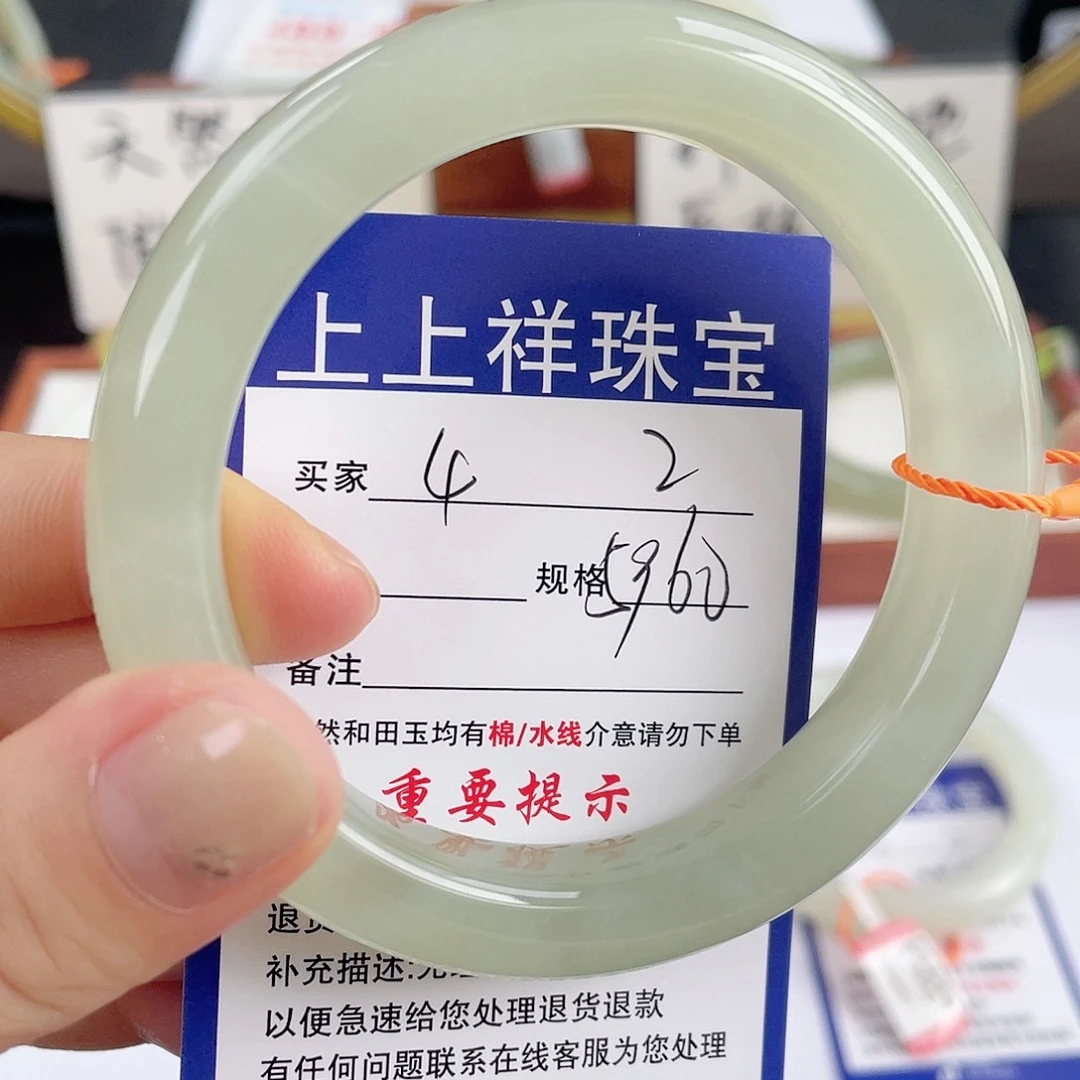 上上祥珠宝
买家 4 2
规格 5960
备注
然和田玉均有棉/水线介意请勿下单
重要提示
补充描述:
以便急速给您处理退货退款
有任何问题联系在线客服为您处理